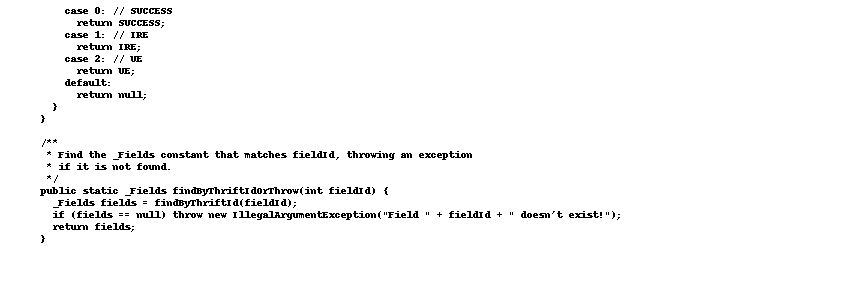 case 0: // SUCCESS
return SUCCESS;
case 1: // IRE
return IRE;
case 2: // UE
return UE;
default:
return null;
}
}
/**
* Find the _Fields constant that matches fieldId, throwing an exception
* if it is not found.
*/
public static _Fields findByThriftIdOrThrow(int fieldId) {
_Fields fields = findByThriftId(fieldId);
if (fields == null) throw new IllegalArgumentException("Field " + fieldId + " doesn't exist!");
return fields;
}